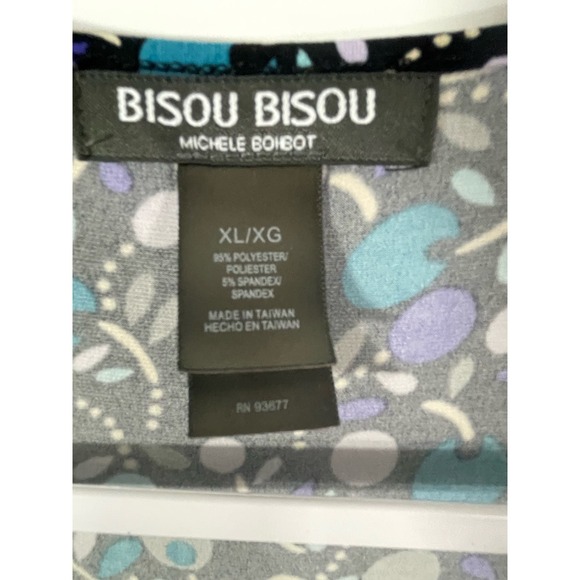 BISOU BISOU
MICHELE BOHBOT
XL/XG
95% POLYESTER/
POLIESTER
5% SPANDEX/
SPANDEX
MADE IN TAIWAN
HECHO EN TAIWAN
RN 93677